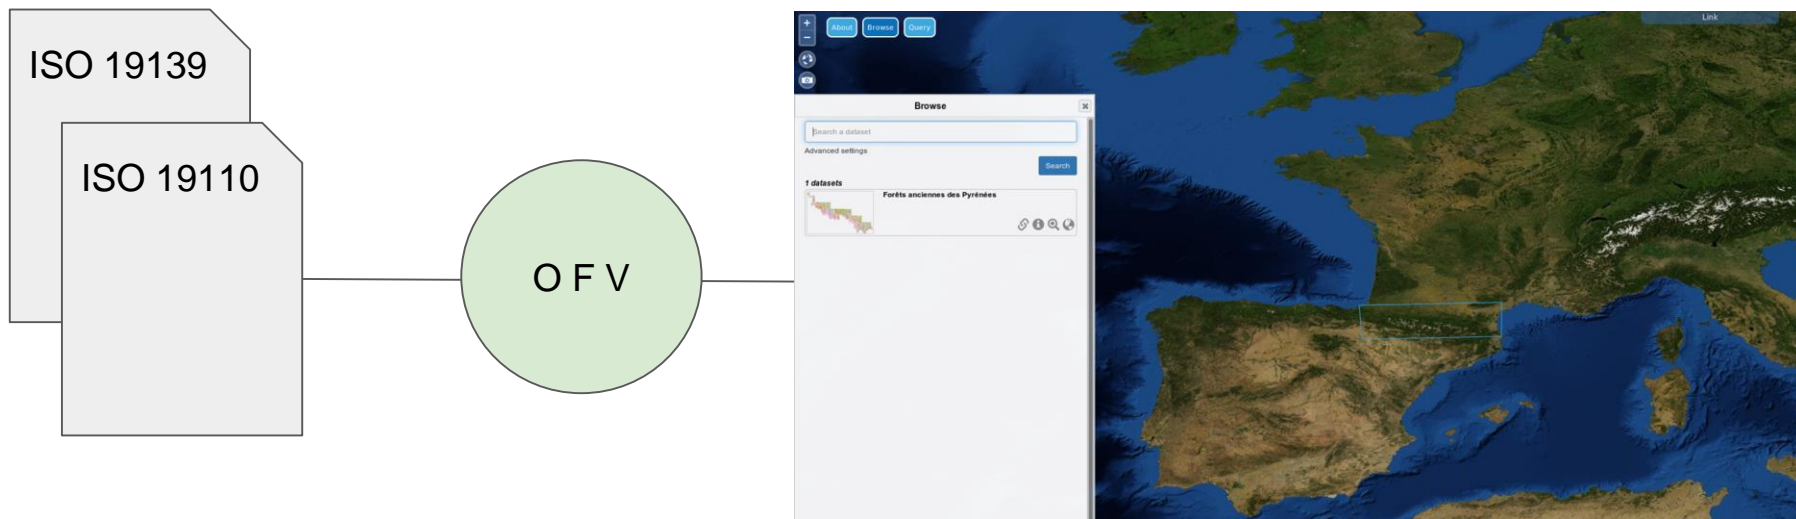 ISO 19139
ISO 19110
O F V
+
−
About
Browse
Query
Link
Browse
Search a dataset
Advanced settings
Search
1 datasets
Forêts anciennes des Pyrénées